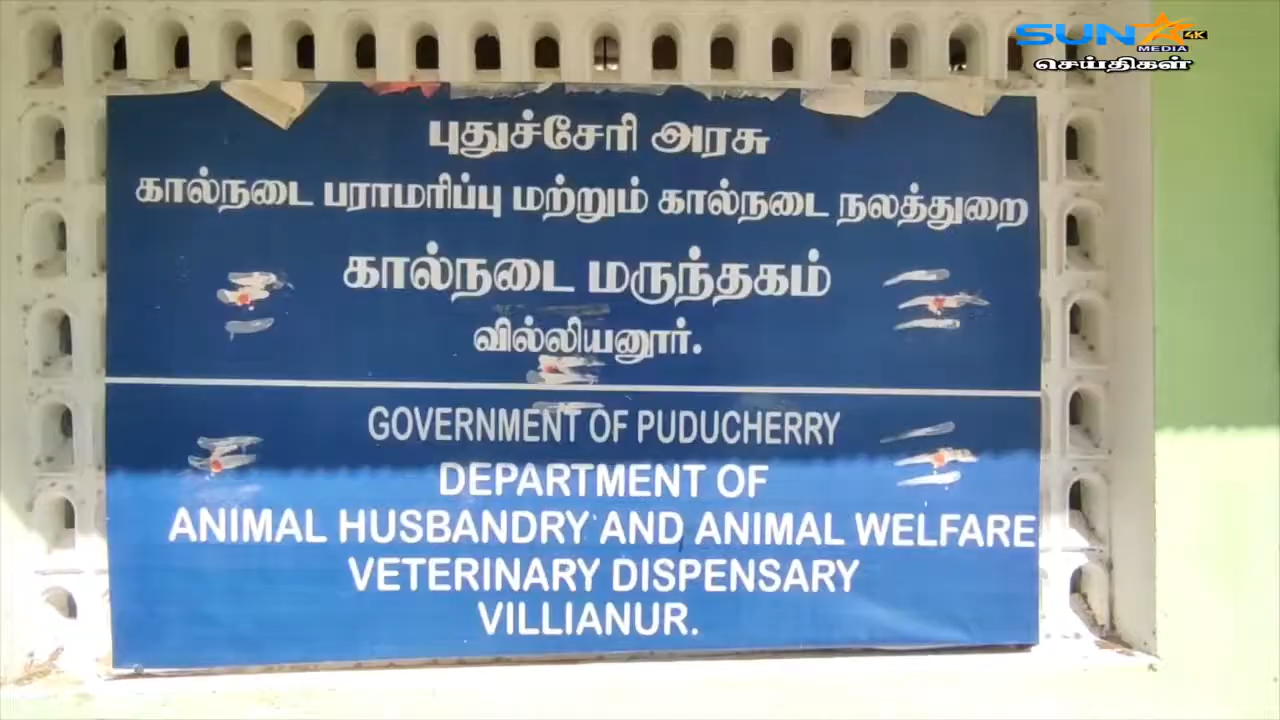 SUN 4K
MEDIA
செய்திகள்
புதுச்சேரி அரசு
கால்நடை பராமரிப்பு மற்றும் கால்நடை நலத்துறை
கால்நடை மருந்தகம்
வில்லியனூர்.
GOVERNMENT OF PUDUCHERRY
DEPARTMENT OF
ANIMAL HUSBANDRY AND ANIMAL WELFARE
VETERINARY DISPENSARY
VILLIANUR.